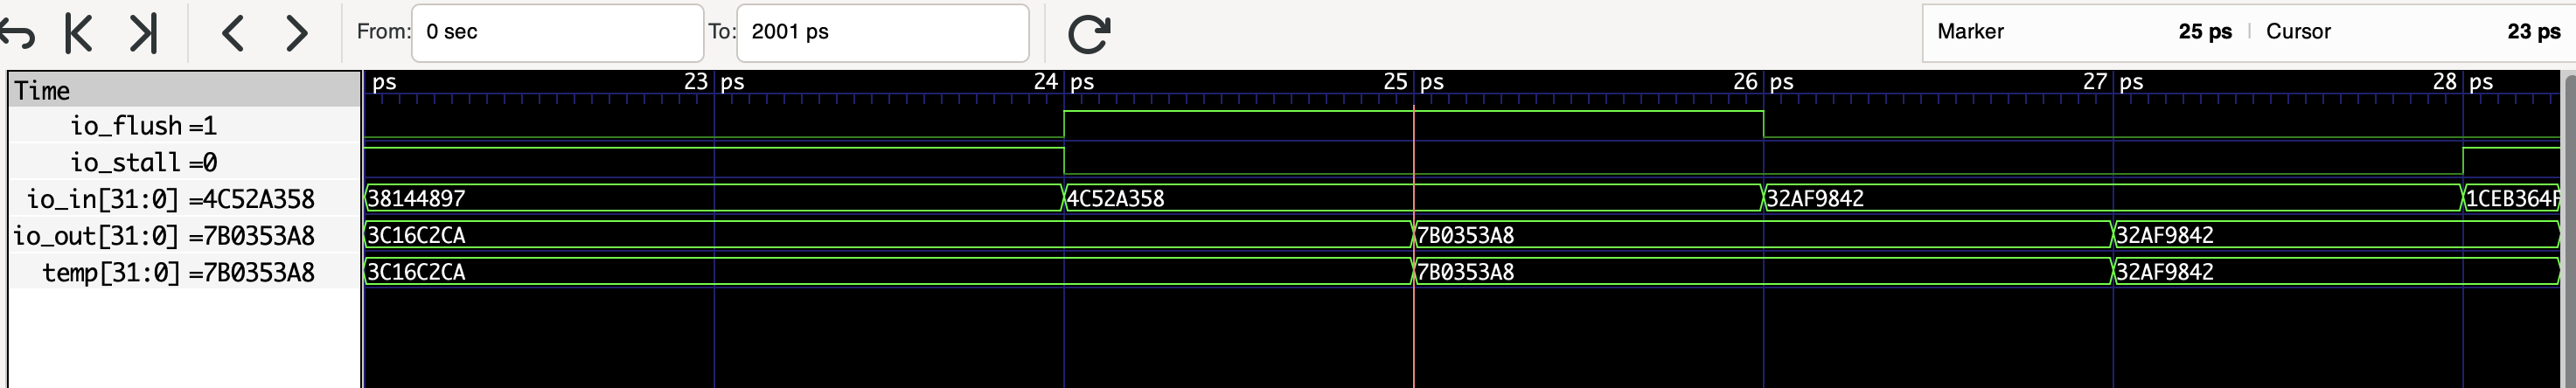 From: 0 sec To: 2001 ps Marker 25 ps | Cursor 23 ps
Time ps 23 ps 24 ps 25 ps 26 ps 27 ps 28 ps
io_flush =1
io_stall =0
io_in[31:0] =4C52A358 38144897 4C52A358 32AF9842 1CEB364F
io_out[31:0] =7B0353A8 3C16C2CA 7B0353A8 32AF9842
temp[31:0] =7B0353A8 3C16C2CA 7B0353A8 32AF9842